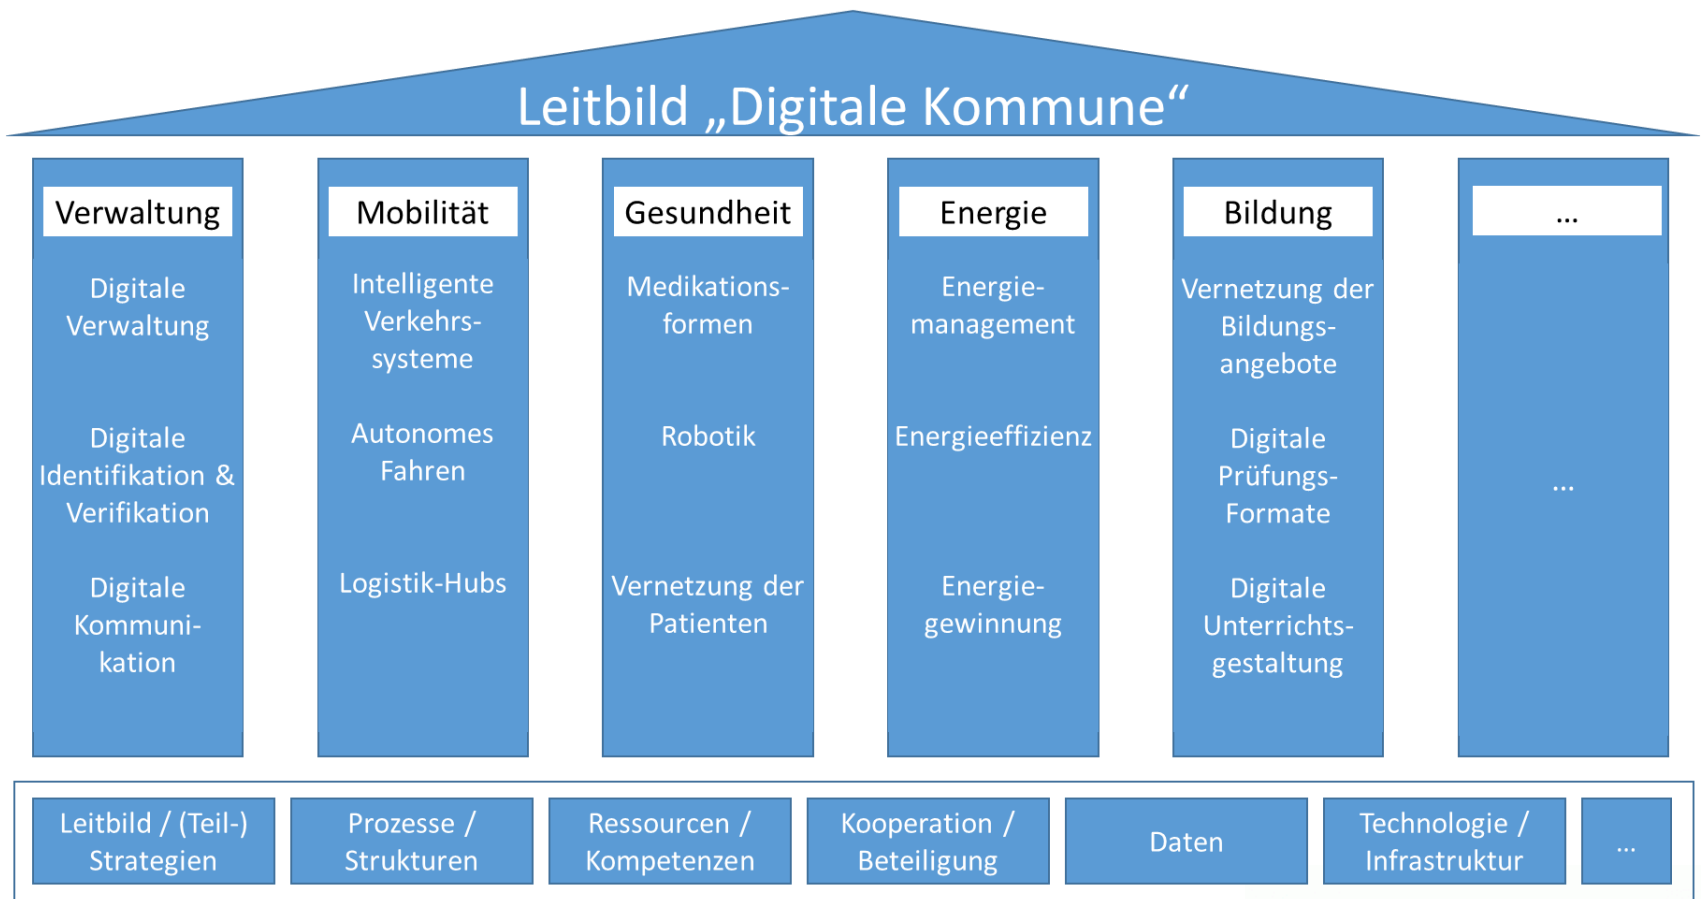 Leitbild „Digitale Kommune“
Verwaltung
Digitale
Verwaltung
Digitale
Identifikation &
Verifikation
Digitale
Kommuni-
kation
Mobilität
Intelligente
Verkehrs-
systeme
Autonomes
Fahren
Logistik-Hubs
Gesundheit
Medikations-
formen
Robotik
Vernetzung der
Patienten
Energie
Energie-
management
Energieeffizienz
Energie-
gewinnung
Bildung
Vernetzung der
Bildungs-
angebote
Digitale
Prüfungs-
Formate
Digitale
Unterrichts-
gestaltung
...
...
Leitbild / (Teil-)
Strategien
Prozesse /
Strukturen
Ressourcen /
Kompetenzen
Kooperation /
Beteiligung
Daten
Technologie /
Infrastruktur
...